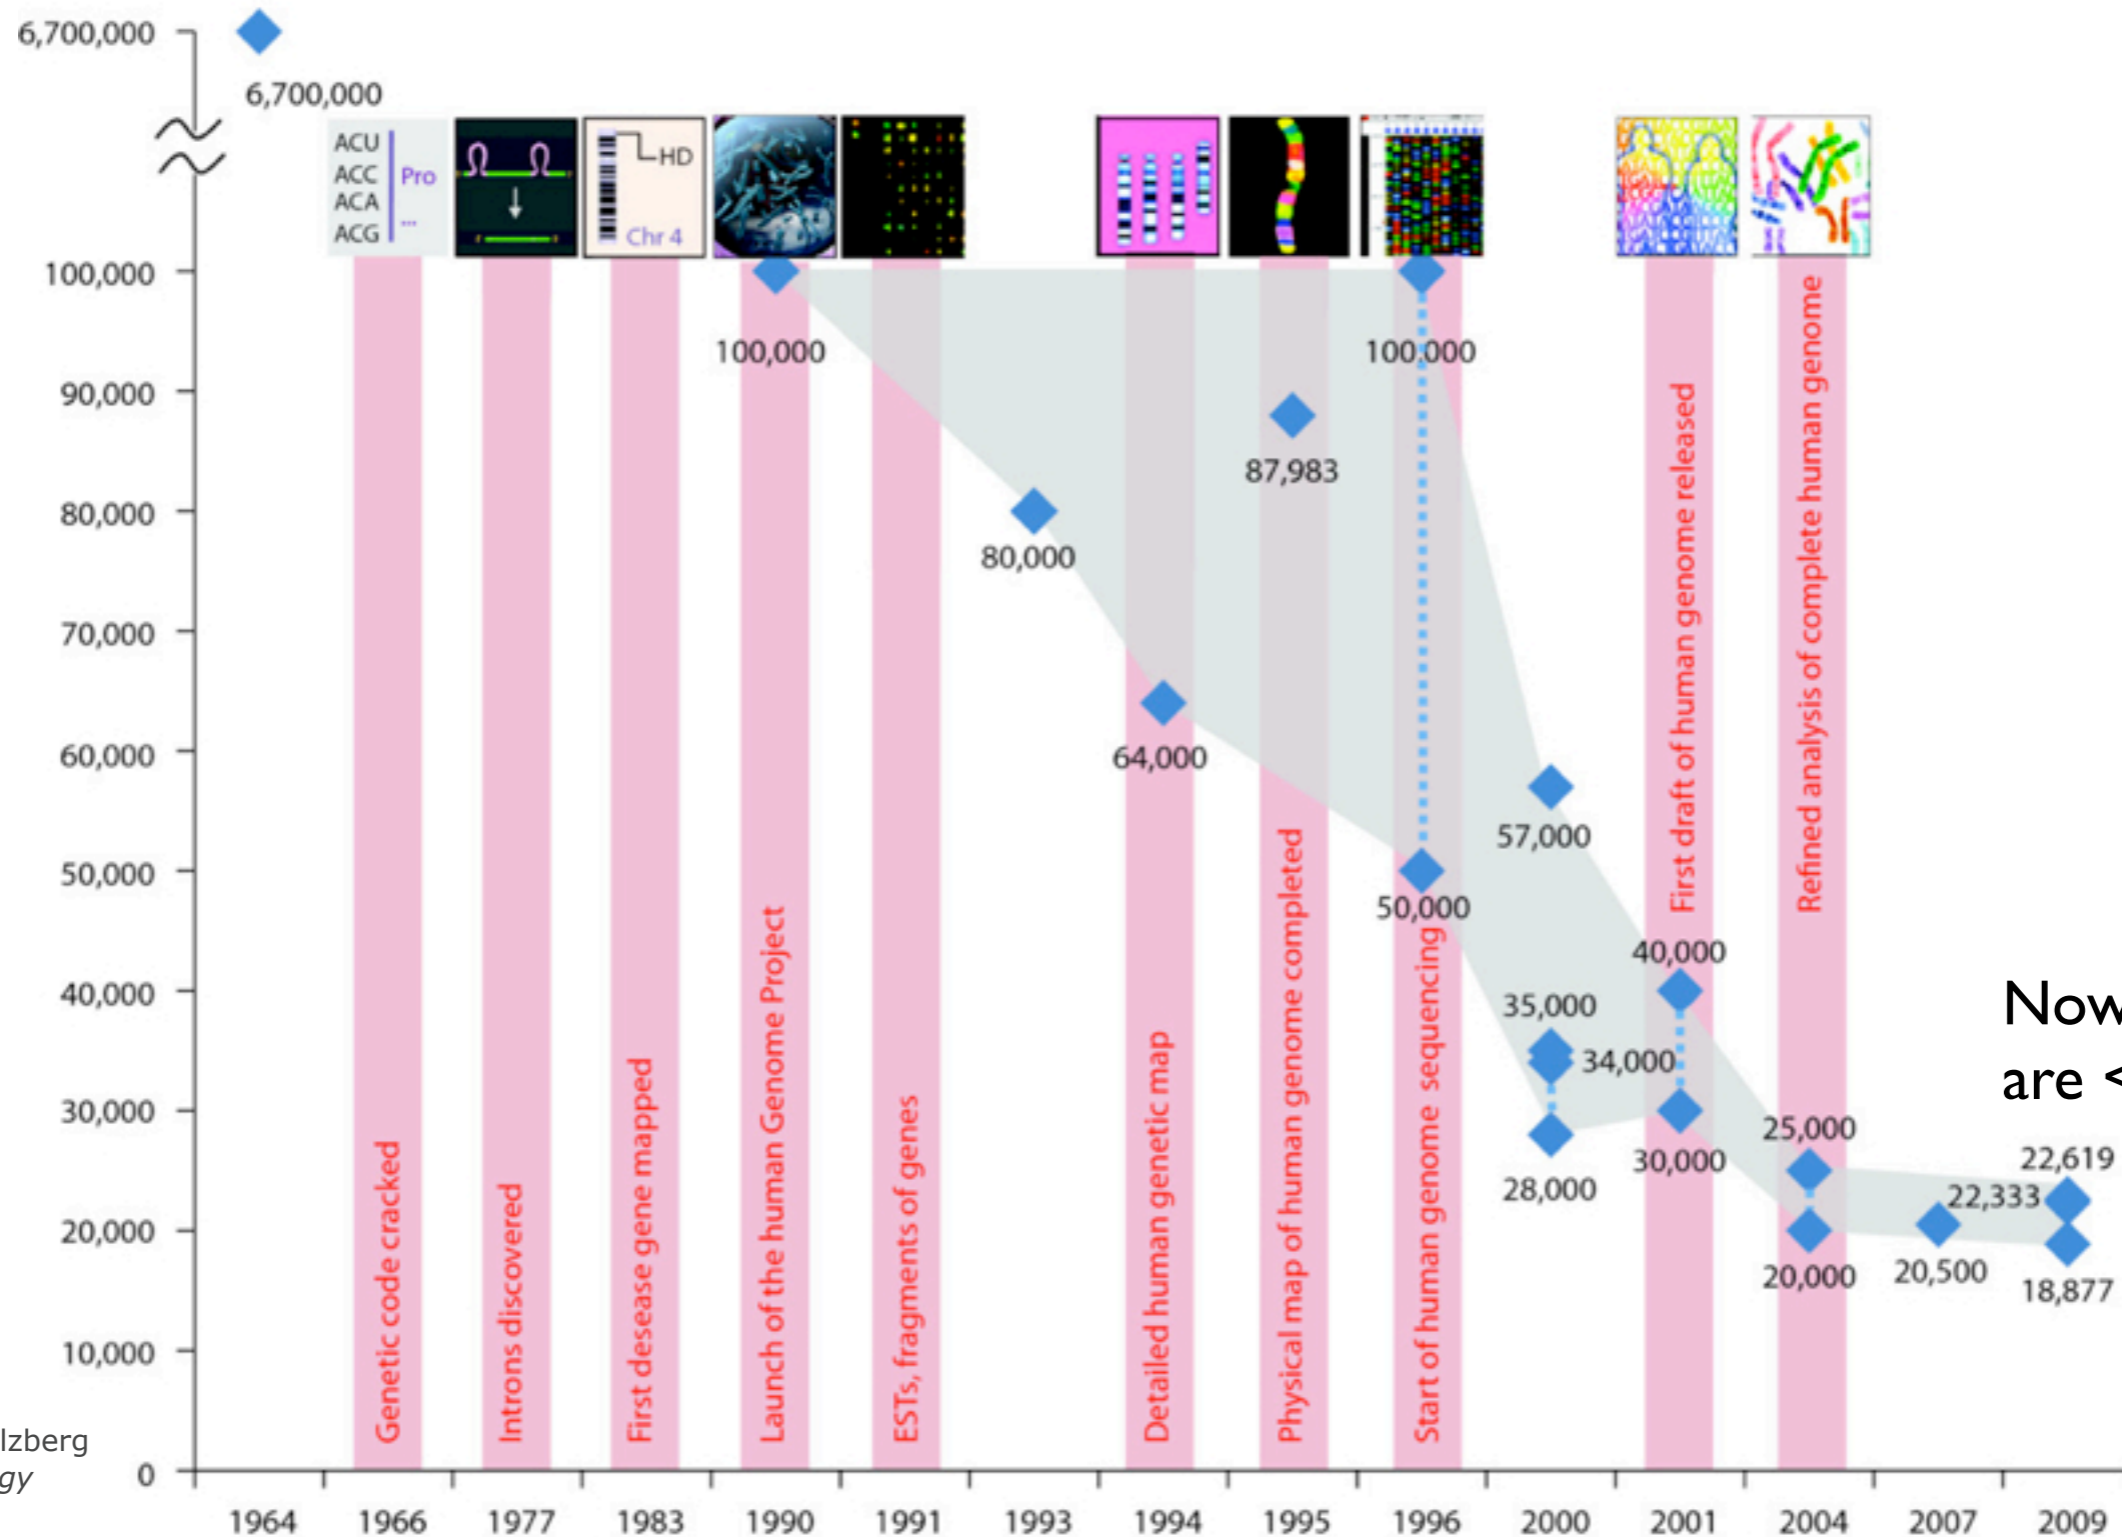 6,700,000
6,700,000
ACU
ACC
ACA
ACG
Pro
...
HD
Chr 4
100,000
90,000
80,000
70,000
60,000
50,000
40,000
30,000
20,000
10,000
0
100,000
100,000
87,983
80,000
64,000
57,000
50,000
40,000
35,000
34,000
30,000
28,000
25,000
22,619
22,333
20,000
20,500
18,877
Genetic code cracked
Introns discovered
First desease gene mapped
Launch of the human Genome Project
ESTs, fragments of genes
Detailed human genetic map
Physical map of human genome completed
Start of human genome sequencing
First draft of human genome released
Refined analysis of complete human genome
Now
are <
lzberg
gy
1964 1966 1977 1983 1990 1991 1993 1994 1995 1996 2000 2001 2004 2007 2009